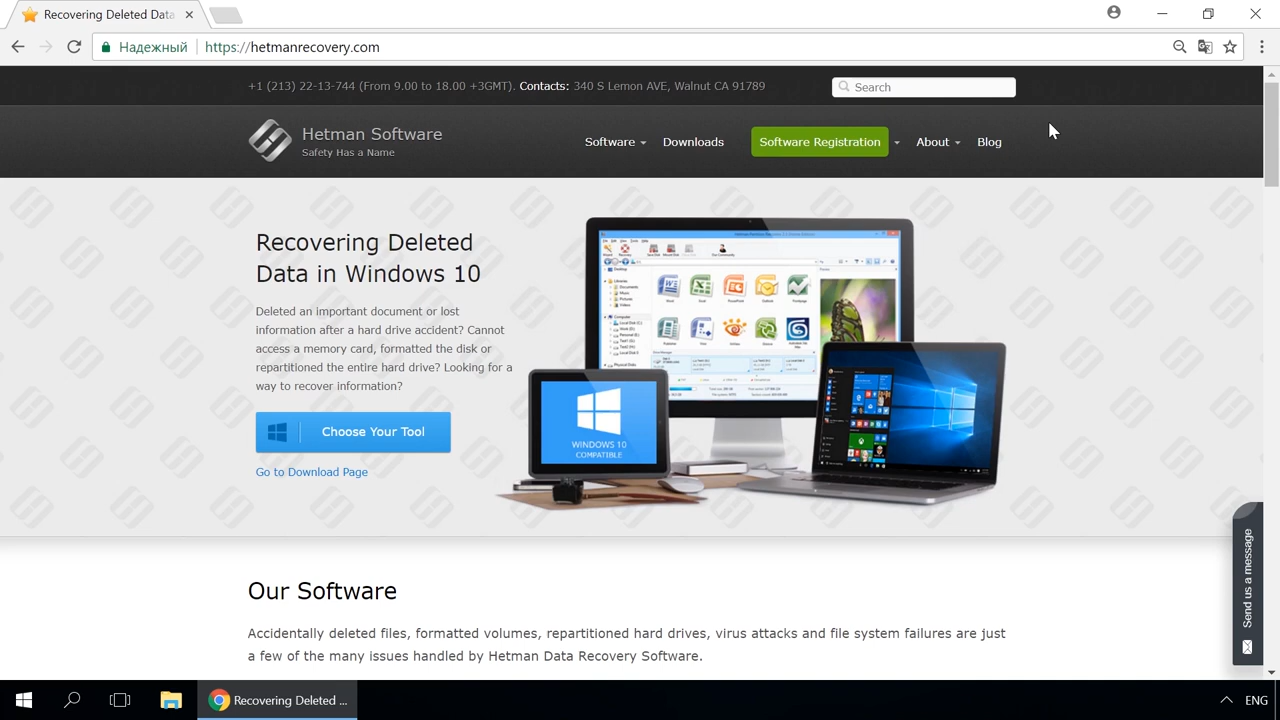 Recovering Deleted Data
Надежный
https://hetmanrecovery.com
+1 (213) 22-13-744 (From 9.00 to 18.00 +3GMT). Contacts: 340 S Lemon AVE, Walnut CA 91789
Search
Hetman Software
Safety Has a Name
Software
Downloads
Software Registration
About
Blog
Recovering Deleted
Data in Windows 10
Deleted an important document or lost
information after a hard drive accident? Cannot
access a memory card, formatted the disk or
repartitioned the entire hard drive? Looking for a
way to recover information?
Choose Your Tool
Go to Download Page
WINDOWS 10
COMPATIBLE
Send us a message
Our Software
Accidentally deleted files, formatted volumes, repartitioned hard drives, virus attacks and file system failures are just
a few of the many issues handled by Hetman Data Recovery Software.
Recovering Deleted ...
ENG